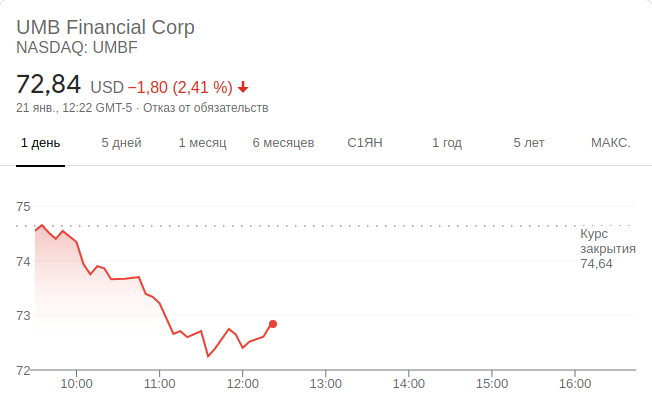 UMB Financial Corp
NASDAQ: UMBF
72,84 USD −1,80 (2,41 %)
21 янв., 12:22 GMT-5 · Отказ от обязательств
1 день 5 дней 1 месяц 6 месяцев С1ЯН 1 год 5 лет МАКС.
75
Курс
закрытия
74,64
74
73
72
10:00 11:00 12:00 13:00 14:00 15:00 16:00